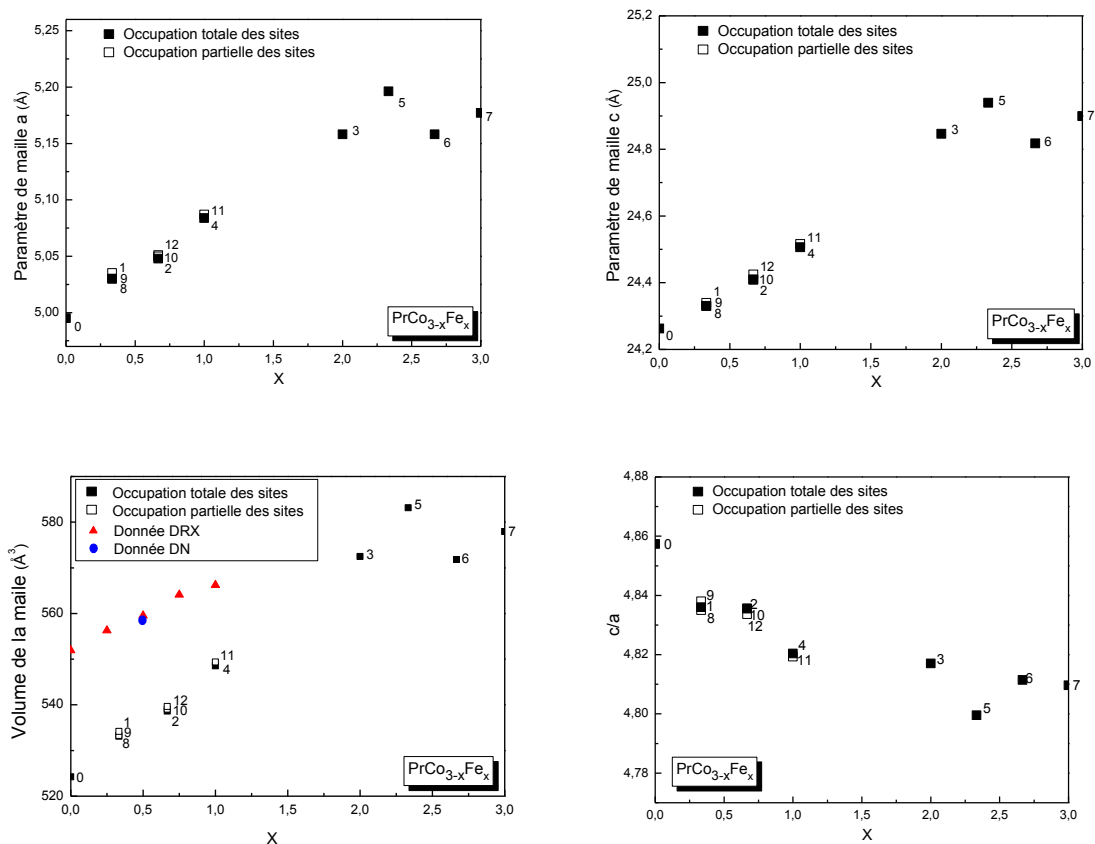 Paramètre de maille a (Å)
5,25
5,20
5,15
5,10
5,05
5,00
Occupation totale des sites
Occupation partielle des sites
5
3
6
7
11
4
12
10
2
1
9
8
0
PrCo3-xFex
0,0 0,5 1,0 1,5 2,0 2,5 3,0
X
Paramètre de maille c (Å)
25,2
25,0
24,8
24,6
24,4
24,2
Occupation totale des sites
Occupation partielle des sites
5
3
6
7
11
4
12
10
2
1
9
8
0
PrCo3-xFex
0,0 0,5 1,0 1,5 2,0 2,5 3,0
X
Volume de la maile (Å3)
580
560
540
520
Occupation totale des sites
Occupation partielle des sites
Donnée DRX
Donnée DN
5
3
6
7
11
4
12
10
2
1
9
8
0
PrCo3-xFex
0,0 0,5 1,0 1,5 2,0 2,5 3,0
X
c/a
4,88
4,86
4,84
4,82
4,80
4,78
Occupation totale des sites
Occupation partielle des sites
0
9
1
8
2
10
12
4
11
3
5
6
7
PrCo3-xFex
0,0 0,5 1,0 1,5 2,0 2,5 3,0
X